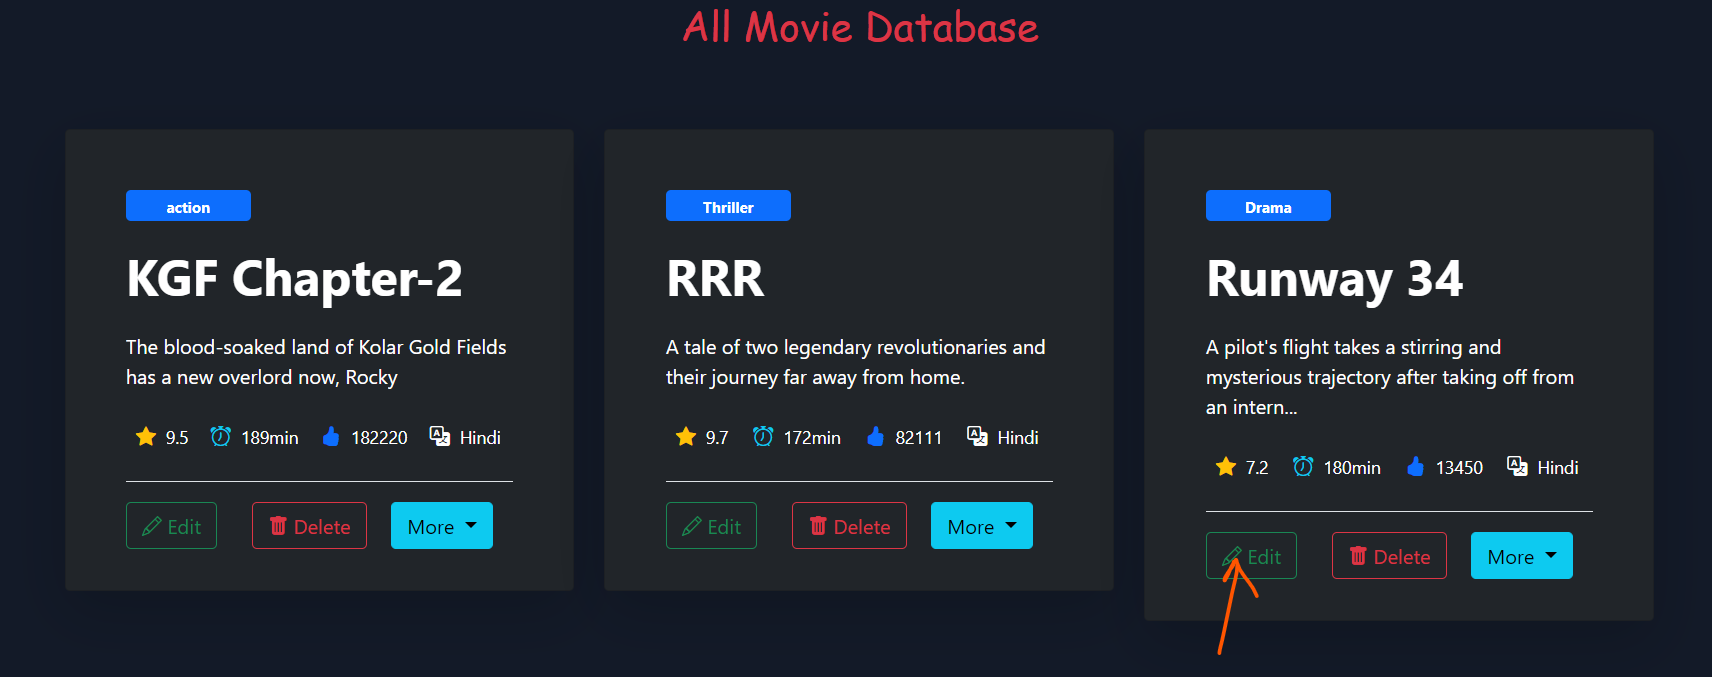 All Movie Database
action
KGF Chapter-2
The blood-soaked land of Kolar Gold Fields
has a new overlord now, Rocky
9.5 189min 182220 Hindi
Edit Delete More
Thriller
RRR
A tale of two legendary revolutionaries and
their journey far away from home.
9.7 172min 82111 Hindi
Edit Delete More
Drama
Runway 34
A pilot's flight takes a stirring and
mysterious trajectory after taking off from
an intern...
7.2 180min 13450 Hindi
Edit Delete More